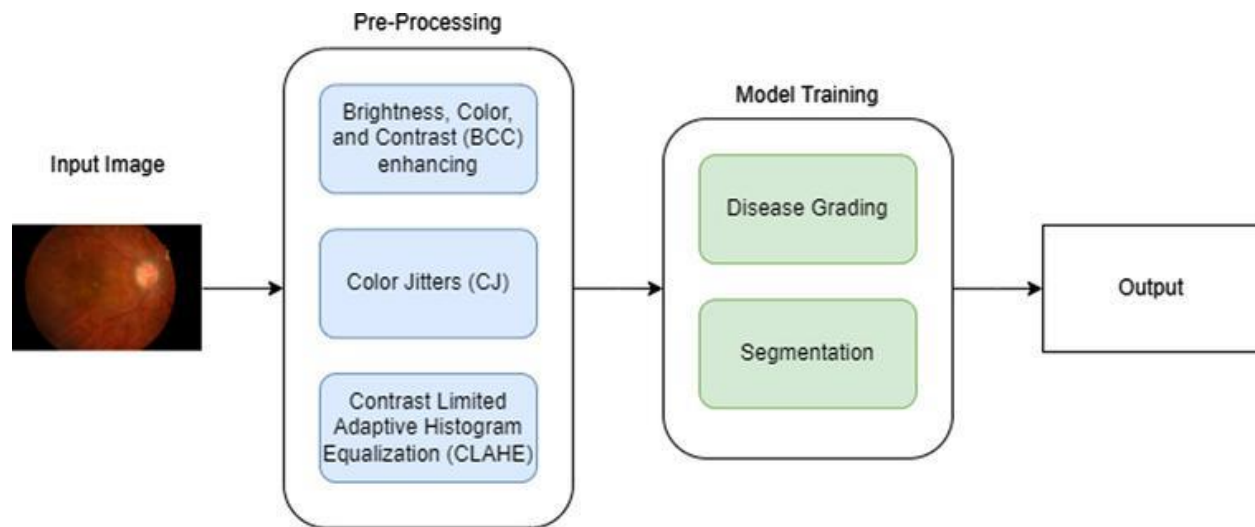 Pre-Processing
Brightness, Color,
and Contrast (BCC)
enhancing
Color Jitters (CJ)
Contrast Limited
Adaptive Histogram
Equalization (CLAHE)
Input Image
Model Training
Disease Grading
Segmentation
Output